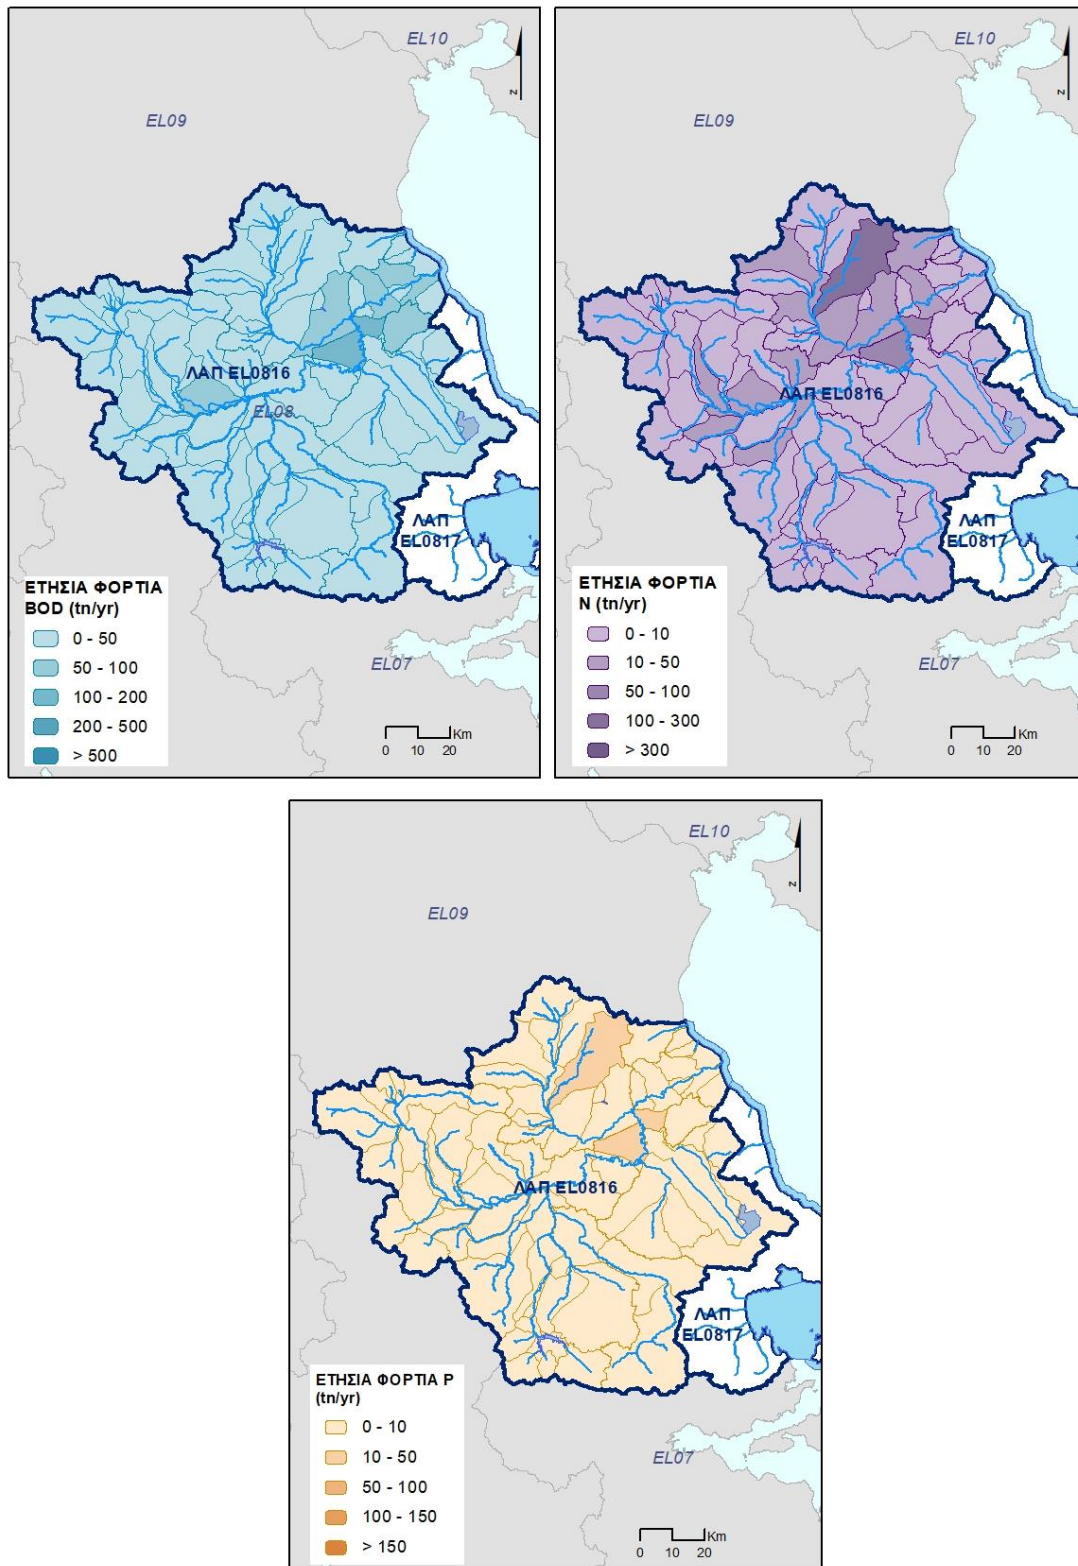 EL10
EL09
ΛΑΠ EL0816
EL08
ΛΑΠ
EL0817
EL07
ΕΤΗΣΙΑ ΦΟΡΤΙΑ
BOD (tn/yr)
0 - 50
50 - 100
100 - 200
200 - 500
> 500
Km
0 10 20
z
EL10
EL09
ΛΑΠ EL0816
ΛΑΠ
EL0817
EL07
ΕΤΗΣΙΑ ΦΟΡΤΙΑ
N (tn/yr)
0 - 10
10 - 50
50 - 100
100 - 300
> 300
Km
0 10 20
z
EL10
EL09
ΛΑΠ EL0816
ΛΑΠ
EL0817
EL07
ΕΤΗΣΙΑ ΦΟΡΤΙΑ P
(tn/yr)
0 - 10
10 - 50
50 - 100
100 - 150
> 150
Km
0 10 20
z